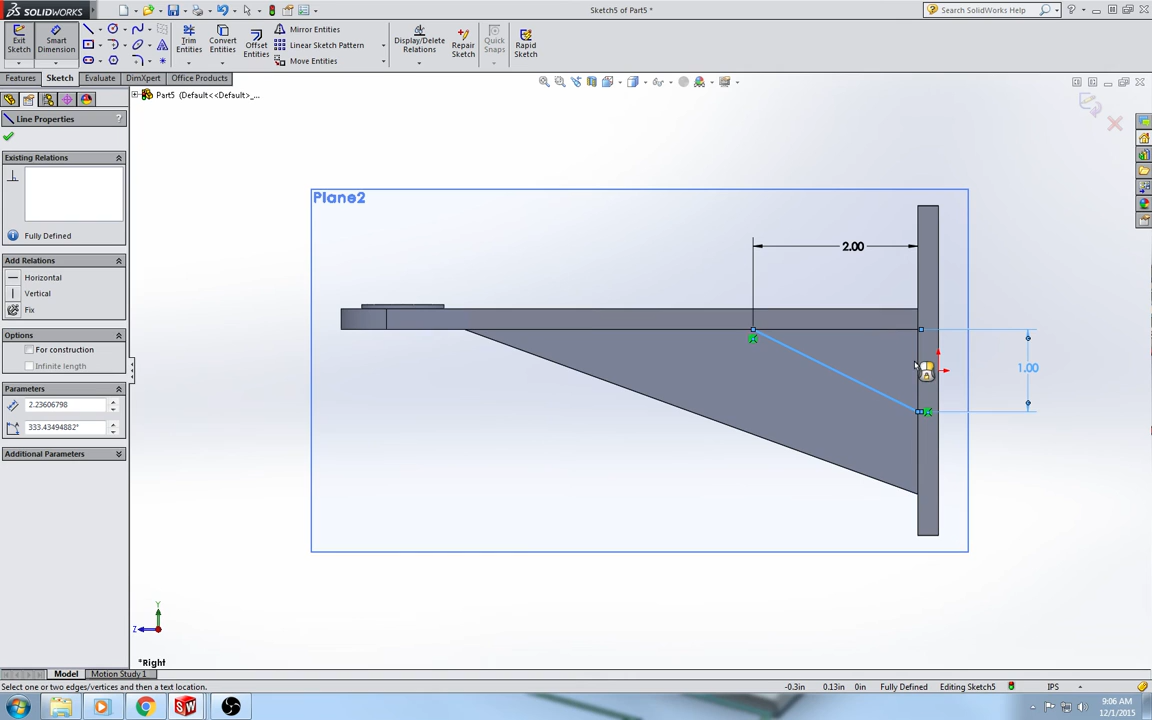 SOLIDWORKS
Sketch5 of Part5 *
Search SolidWorks Help
Exit Sketch
Smart Dimension
Trim Entities
Convert Entities
Offset Entities
Mirror Entities
Linear Sketch Pattern
Move Entities
Display/Delete Relations
Repair Sketch
Quick Snaps
Rapid Sketch
Features
Sketch
Evaluate
DimXpert
Office Products
Part5 (Default<<Default>_...
Line Properties
?
Existing Relations
Fully Defined
Add Relations
Horizontal
Vertical
Fix
Options
For construction
Infinite length
Parameters
2.23606798
333.43494882°
Additional Parameters
Plane2
2.00
1.00
Y
Z
*Right
Model
Motion Study 1
Select one or two edges/vertices and then a text location.
-0.3in
0.13in
0in
Fully Defined
Editing Sketch5
IPS
9:06 AM
12/1/2015